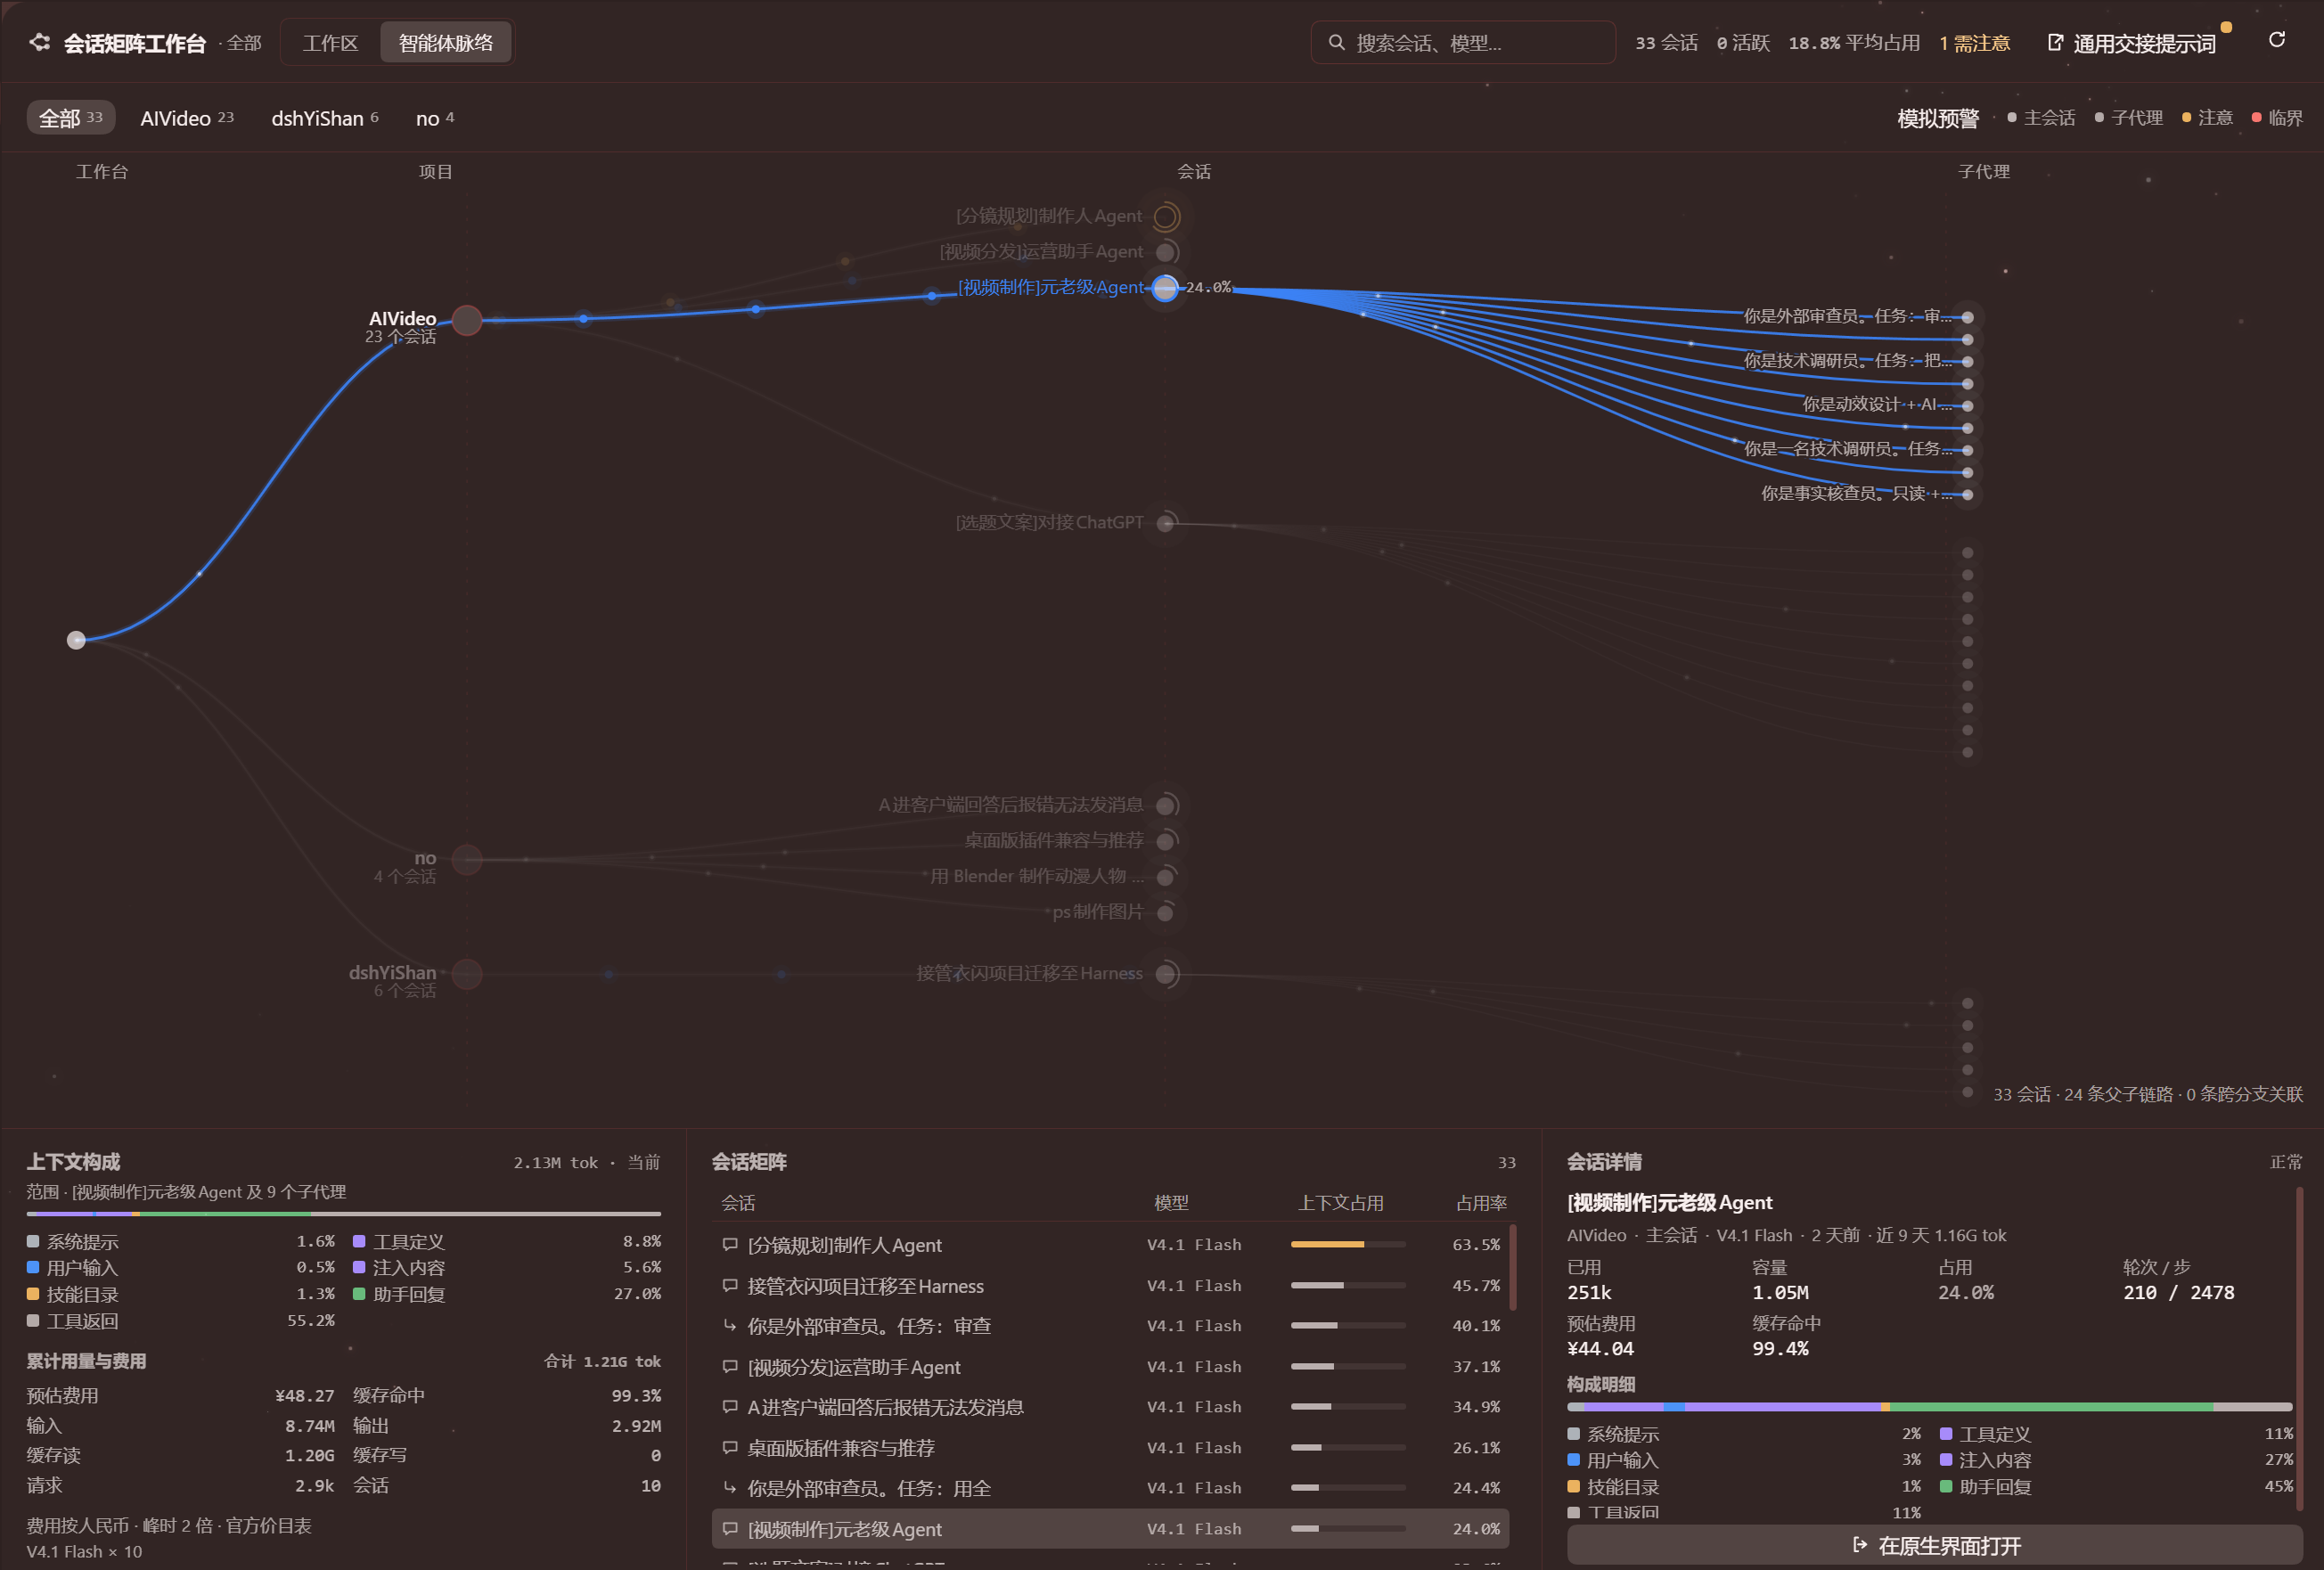 会话矩阵工作台 · 全部 工作区 智能体脉络 搜索会话、模型... 33 会话 0 活跃 18.8% 平均占用 1 需注意 通用交接提示词
全部 33 AIVideo 23 dshYiShan 6 no 4 模拟预警 · 主会话 子代理 注意 临界
工作台 项目 会话 子代理
[分镜规划]制作人 Agent
[视频分发]运营助手 Agent
[视频制作]元老级 Agent 24.0%
AIVideo
23 个会话
你是外部审查员。任务：审...
你是技术调研员。任务：把...
你是动效设计 + AI ...
你是一名技术调研员。任务...
你是事实核查员。只读 +...
[选题文案]对接 ChatGPT
A 进客户端回答后报错无法发消息
桌面版插件兼容与推荐
no
4 个会话
用 Blender 制作动漫人物 ...
ps 制作图片
dshYiShan
6 个会话
接管衣闪项目迁移至 Harness
33 会话 · 24 条父子链路 · 0 条跨分支关联
上下文构成 2.13M tok · 当前
范围 · [视频制作]元老级 Agent 及 9 个子代理
系统提示 1.6% 工具定义 8.8%
用户输入 0.5% 注入内容 5.6%
技能目录 1.3% 助手回复 27.0%
工具返回 55.2%
累计用量与费用 合计 1.21G tok
预估费用 ¥48.27 缓存命中 99.3%
输入 8.74M 输出 2.92M
缓存读 1.20G 缓存写 0
请求 2.9k 会话 10
费用按人民币 · 峰时 2 倍 · 官方价目表
V4.1 Flash × 10
会话矩阵 33
会话 模型 上下文占用 占用率
[分镜规划]制作人 Agent V4.1 Flash 63.5%
接管衣闪项目迁移至 Harness V4.1 Flash 45.7%
你是外部审查员。任务：审查 V4.1 Flash 40.1%
[视频分发]运营助手 Agent V4.1 Flash 37.1%
A 进客户端回答后报错无法发消息 V4.1 Flash 34.9%
桌面版插件兼容与推荐 V4.1 Flash 26.1%
你是外部审查员。任务：用全 V4.1 Flash 24.4%
[视频制作]元老级 Agent V4.1 Flash 24.0%
会话详情 正常
[视频制作]元老级 Agent
AIVideo · 主会话 · V4.1 Flash · 2 天前 · 近 9 天 1.16G tok
已用 容量 占用 轮次 / 步
251k 1.05M 24.0% 210 / 2478
预估费用 缓存命中
¥44.04 99.4%
构成明细
系统提示 2% 工具定义 11%
用户输入 3% 注入内容 27%
技能目录 1% 助手回复 45%
工具返回 11%
在原生界面打开